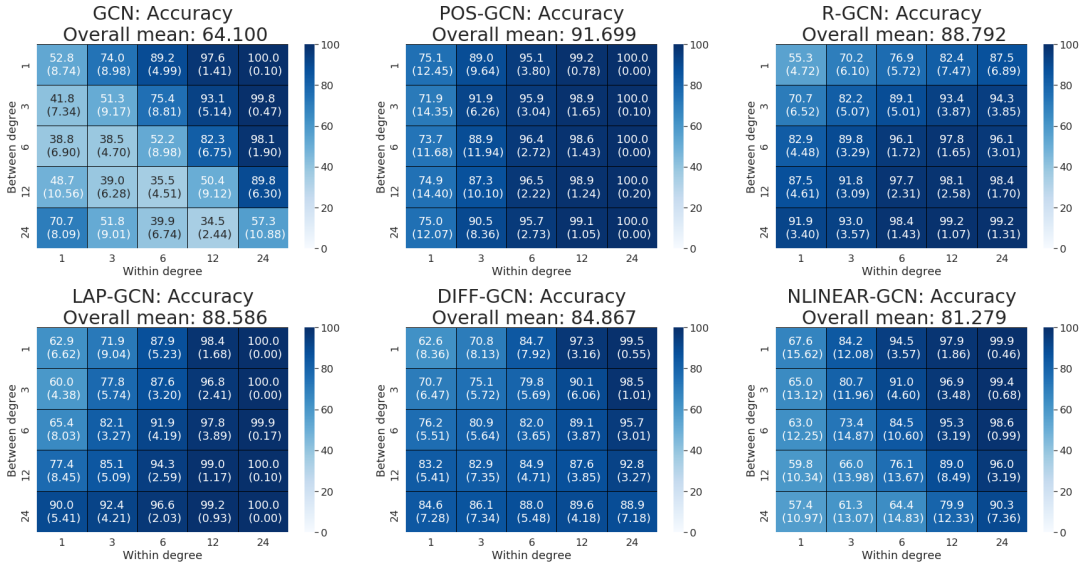 GCN: Accuracy
Overall mean: 64.100
Between degree
1 3 6 12 24
52.8 74.0 89.2 97.6 100.0
(8.74) (8.98) (4.99) (1.41) (0.10)
41.8 51.3 75.4 93.1 99.8
(7.34) (9.17) (8.81) (5.14) (0.47)
38.8 38.5 52.2 82.3 98.1
(6.90) (4.70) (8.98) (6.75) (1.90)
48.7 39.0 35.5 50.4 89.8
(10.56) (6.28) (4.51) (9.12) (6.30)
70.7 51.8 39.9 34.5 57.3
(8.09) (9.01) (6.74) (2.44) (10.88)
1 3 6 12 24
Within degree
100
80
60
40
20
0
POS-GCN: Accuracy
Overall mean: 91.699
Between degree
1 3 6 12 24
75.1 89.0 95.1 99.2 100.0
(12.45) (9.64) (3.80) (0.78) (0.00)
71.9 91.9 95.9 98.9 100.0
(14.35) (6.26) (3.04) (1.65) (0.10)
73.7 88.9 96.4 98.6 100.0
(11.68) (11.94) (2.72) (1.43) (0.00)
74.9 87.3 96.5 98.9 100.0
(14.40) (10.10) (2.22) (1.24) (0.20)
75.0 90.5 95.7 99.1 100.0
(12.07) (8.36) (2.73) (1.05) (0.00)
1 3 6 12 24
Within degree
100
80
60
40
20
0
R-GCN: Accuracy
Overall mean: 88.792
Between degree
1 3 6 12 24
55.3 70.2 76.9 82.4 87.5
(4.72) (6.10) (5.72) (7.47) (6.89)
70.7 82.2 89.1 93.4 94.3
(6.52) (5.07) (5.01) (3.87) (3.85)
82.9 89.8 96.1 97.8 96.1
(4.48) (3.29) (1.72) (1.65) (3.01)
87.5 91.8 97.7 98.1 98.4
(4.61) (3.09) (2.31) (2.58) (1.70)
91.9 93.0 98.4 99.2 99.2
(3.40) (3.57) (1.43) (1.07) (1.31)
1 3 6 12 24
Within degree
100
80
60
40
20
0
LAP-GCN: Accuracy
Overall mean: 88.586
Between degree
1 3 6 12 24
62.9 71.9 87.9 98.4 100.0
(6.62) (9.04) (5.23) (1.68) (0.00)
60.0 77.8 87.6 96.8 100.0
(4.38) (5.74) (3.20) (2.41) (0.00)
65.4 82.1 91.9 97.8 99.9
(8.03) (3.27) (4.19) (3.89) (0.17)
77.4 85.1 94.3 99.0 100.0
(8.45) (5.09) (2.59) (1.17) (0.10)
90.0 92.4 96.6 99.2 100.0
(5.41) (4.21) (2.03) (0.93) (0.00)
1 3 6 12 24
Within degree
100
80
60
40
20
0
DIFF-GCN: Accuracy
Overall mean: 84.867
Between degree
1 3 6 12 24
62.6 70.8 84.7 97.3 99.5
(8.36) (8.13) (7.92) (3.16) (0.55)
70.7 75.1 79.8 90.1 98.5
(6.47) (5.72) (5.69) (6.06) (1.01)
76.2 80.9 82.0 89.1 95.7
(5.51) (5.64) (3.65) (3.87) (3.01)
83.2 82.9 84.9 87.6 92.8
(5.41) (7.35) (4.71) (3.85) (3.27)
84.6 86.1 88.0 89.6 88.9
(7.28) (7.34) (5.48) (4.18) (7.18)
1 3 6 12 24
Within degree
100
80
60
40
20
0
NLINEAR-GCN: Accuracy
Overall mean: 81.279
Between degree
1 3 6 12 24
67.6 84.2 94.5 97.9 99.9
(15.62) (12.08) (3.57) (1.86) (0.46)
65.0 80.7 91.0 96.9 99.4
(13.12) (11.96) (4.60) (3.48) (0.68)
63.0 73.4 84.5 95.3 98.6
(12.25) (14.87) (10.60) (3.19) (0.99)
59.8 66.0 76.1 89.0 96.0
(10.34) (13.98) (13.67) (8.49) (3.19)
57.4 61.3 64.4 79.9 90.3
(10.97) (13.07) (14.83) (12.33) (7.36)
1 3 6 12 24
Within degree
100
80
60
40
20
0